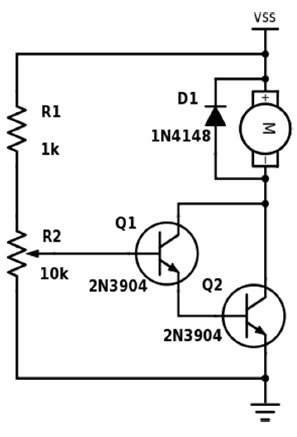 VSS
+
D1
M
R1
1N4148
1k
-
Q1
R2
10k
2N3904
Q2
2N3904